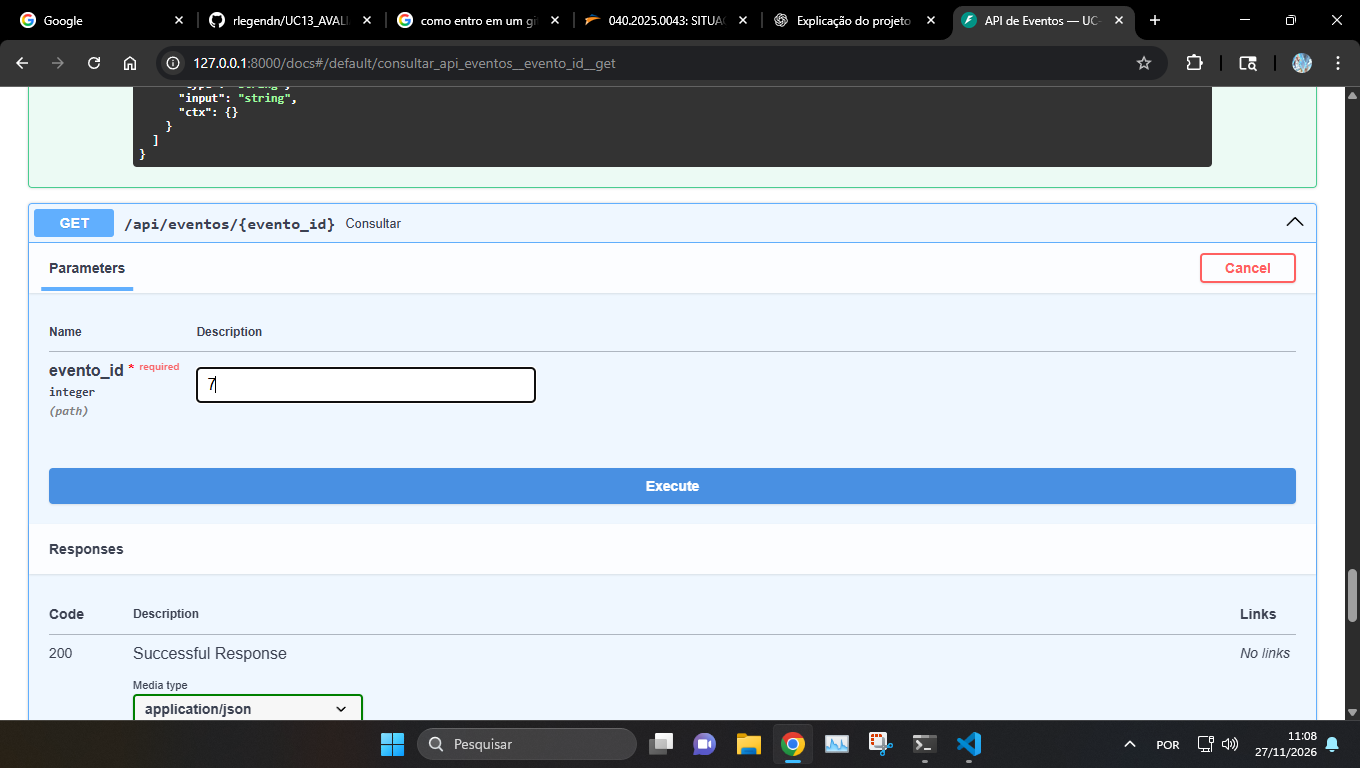 Google
rlegendn/UC13_AVALI
como entro em um git
040.2025.0043: SITUAÇ
Explicação do projeto
API de Eventos — UC-
127.0.0.1:8000/docs#/default/consultar_api_eventos__evento_id__get
"input": "string",
"ctx": {}
}
]
}
GET /api/eventos/{evento_id} Consultar
Parameters
Cancel
Name Description
evento_id * required
integer
(path)
7
Execute
Responses
Code Description Links
200 Successful Response No links
Media type
application/json
Pesquisar
POR
11:08
27/11/2026